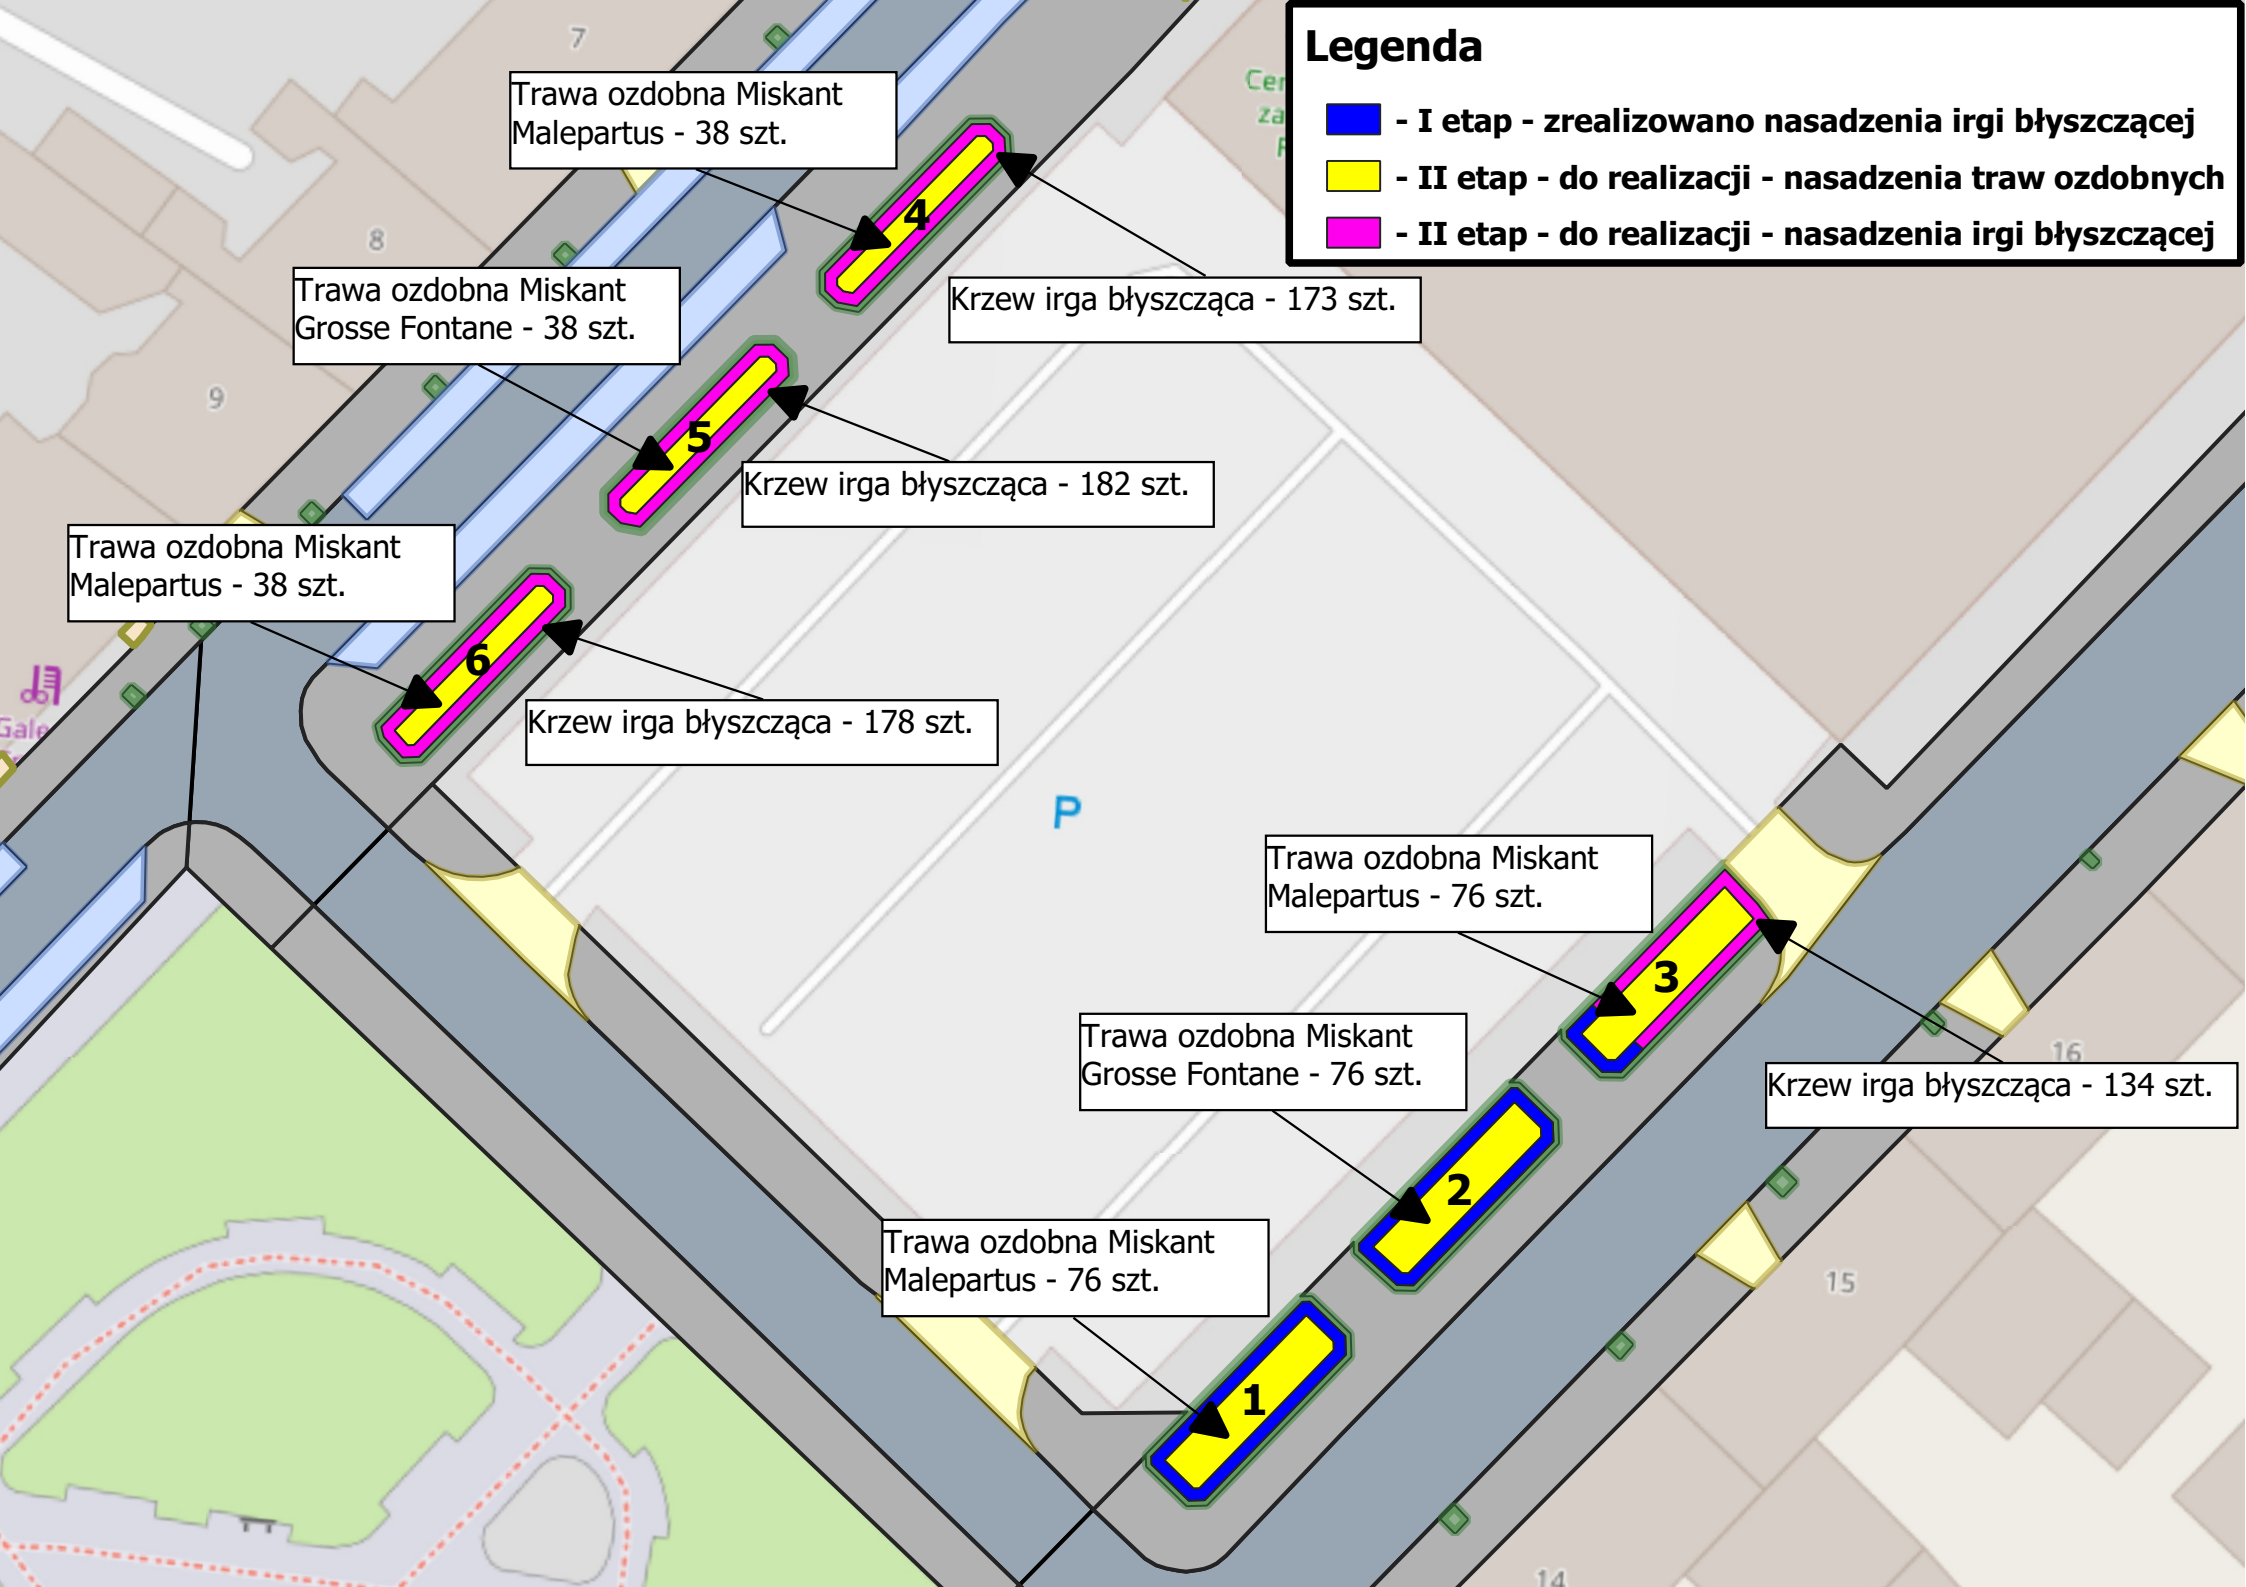 Legenda
- I etap - zrealizowano nasadzenia irgi błyszczącej
- II etap - do realizacji - nasadzenia traw ozdobnych
- II etap - do realizacji - nasadzenia irgi błyszczącej
7
Trawa ozdobna Miskant
Malepartus - 38 szt.
4
8
Trawa ozdobna Miskant
Grosse Fontane - 38 szt.
Krzew irga błyszcząca - 173 szt.
9
5
Krzew irga błyszcząca - 182 szt.
Trawa ozdobna Miskant
Malepartus - 38 szt.
6
Krzew irga błyszcząca - 178 szt.
P
Trawa ozdobna Miskant
Malepartus - 76 szt.
3
Trawa ozdobna Miskant
Grosse Fontane - 76 szt.
16
Krzew irga błyszcząca - 134 szt.
2
Trawa ozdobna Miskant
Malepartus - 76 szt.
15
1
14